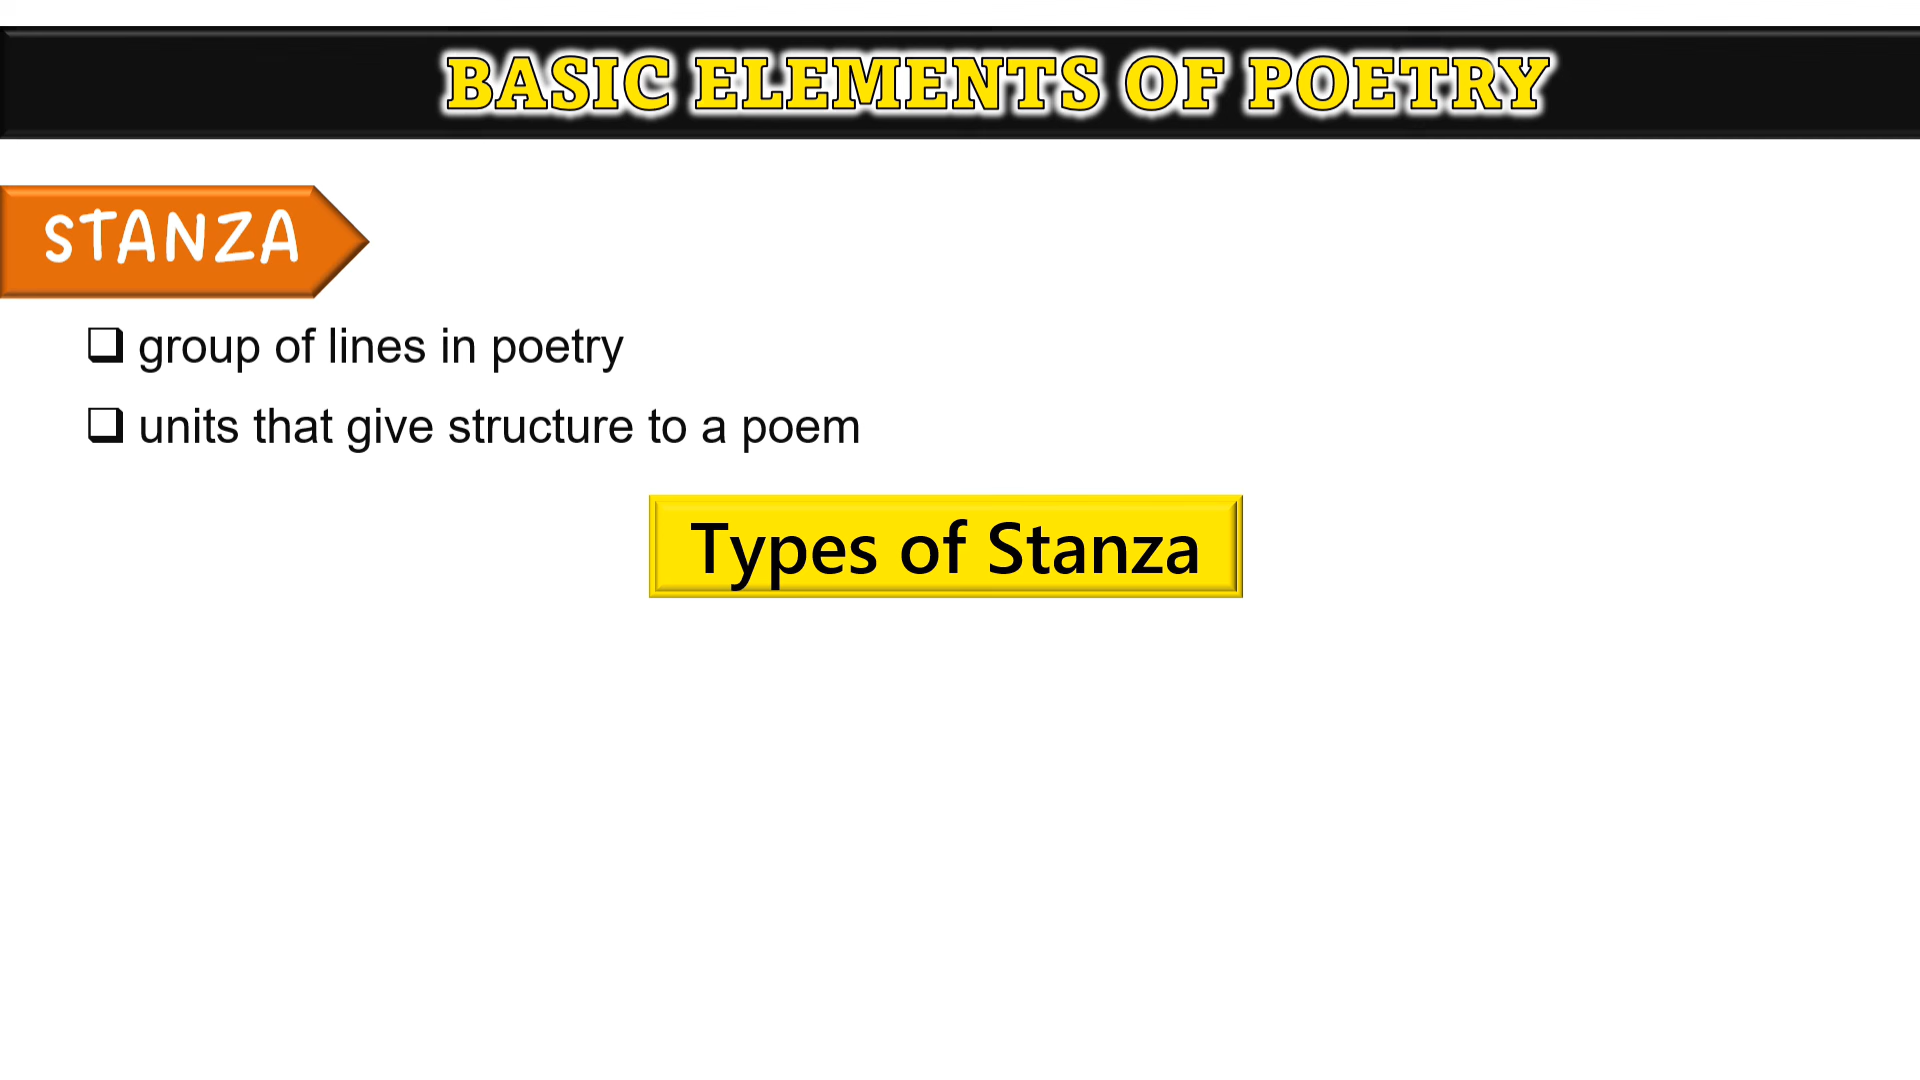 BASIC ELEMENTS OF POETRY
STANZA
group of lines in poetry
units that give structure to a poem
Types of Stanza